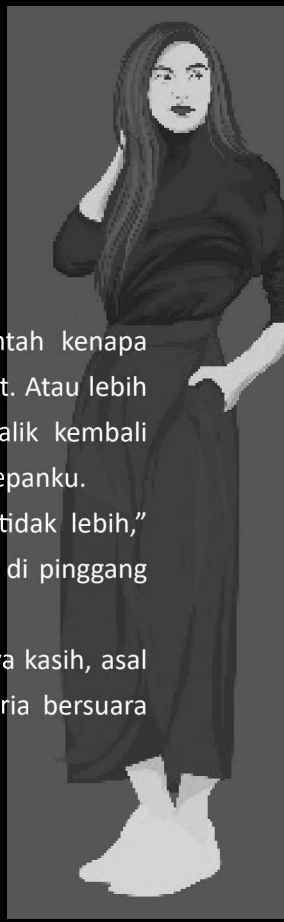 ntah kenapa
t. Atau lebih
alik kembali
epanku.
tidak lebih,”
di pinggang
a kasih, asal
ria bersuara